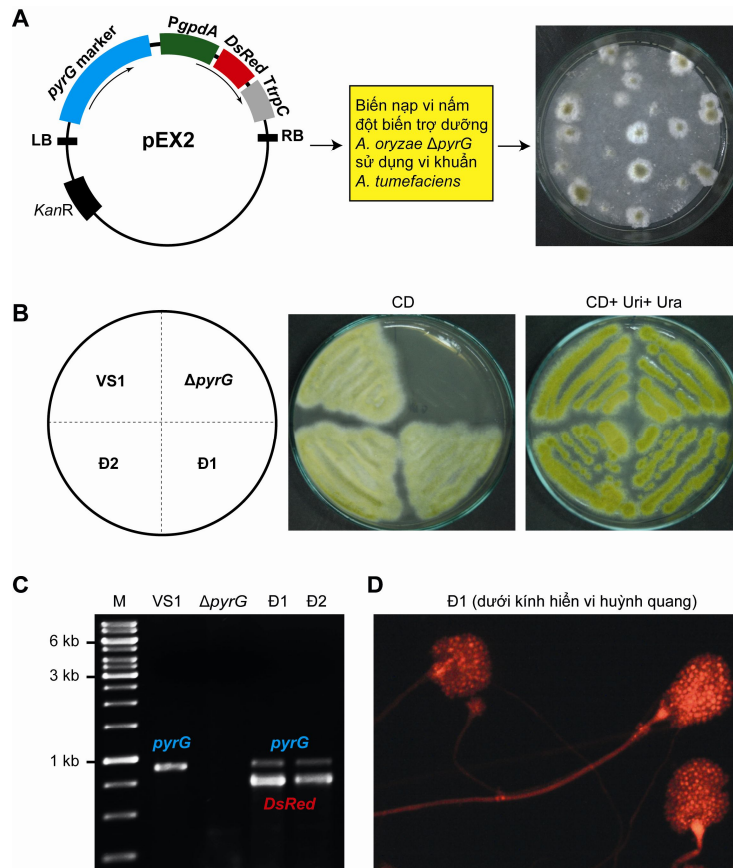 A
pyrG marker
PgpdA
DsRed
TtrpC
LB
RB
pEX2
KanR
Biến nạp vi nấm
đột biến trợ dưỡng
A. oryzae ΔpyrG
sử dụng vi khuẩn
A. tumefaciens
B
CD
CD+ Uri+ Ura
VS1
ΔpyrG
Đ2
Đ1
C
M VS1 ΔpyrG Đ1 Đ2
6 kb
3 kb
1 kb
pyrG
pyrG
DsRed
D
Đ1 (dưới kính hiển vi huỳnh quang)